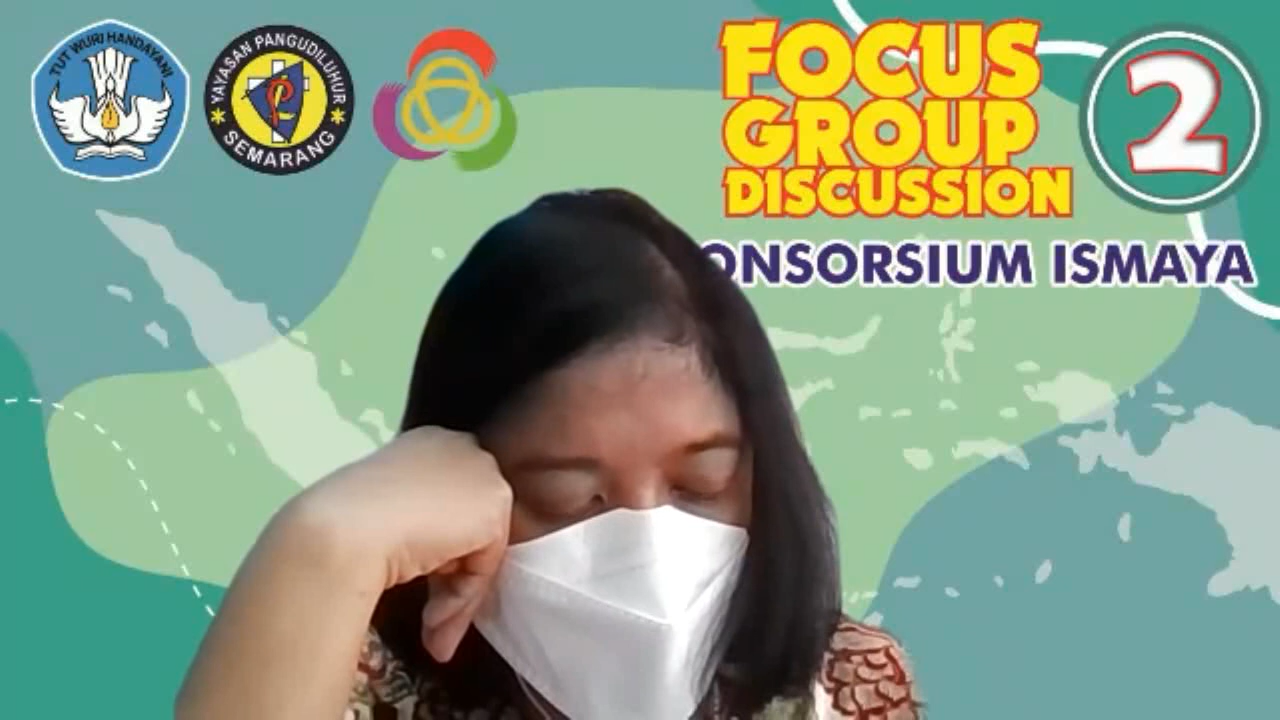 TUT WURI HANDAYANI
YAYASAN PANGUDILUHUR
SEMARANG
FOCUS
GROUP
DISCUSSION
2
ONSORSIUM ISMAYA